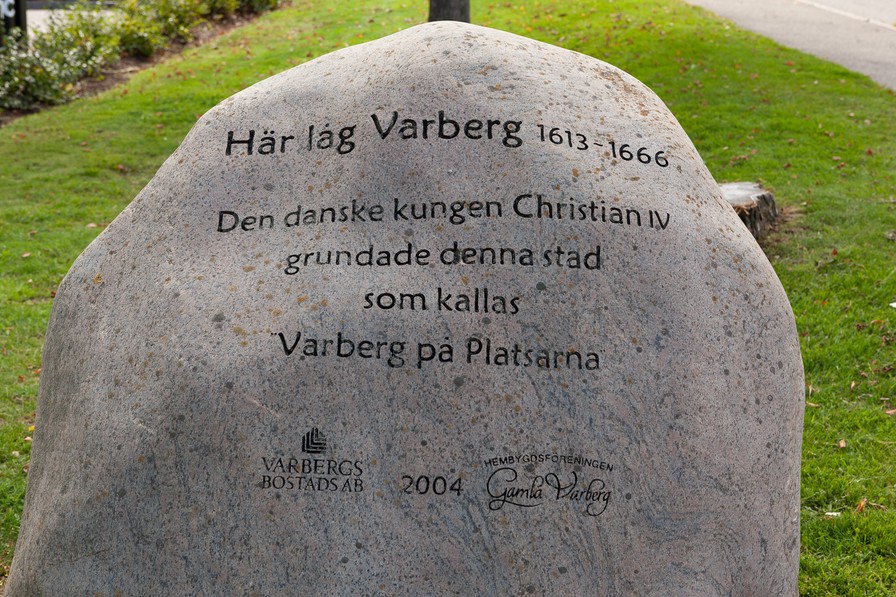 Här låg Varberg 1613-1666
Den danske kungen Christian IV
grundade denna stad
som kallas
"Varberg på Platsarna
VARBERGS
BOSTADS AB
2004
HEMBYGDSFÖRENINGEN
Gamla Varberg